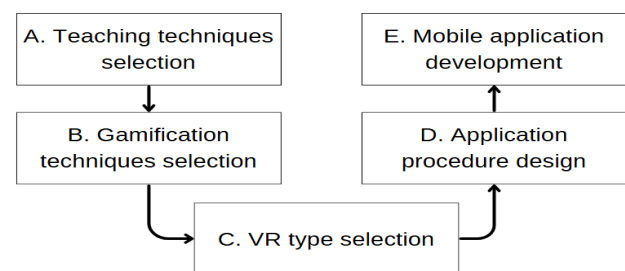 A. Teaching techniques
selection
B. Gamification
techniques selection
C. VR type selection
D. Application
procedure design
E. Mobile application
development